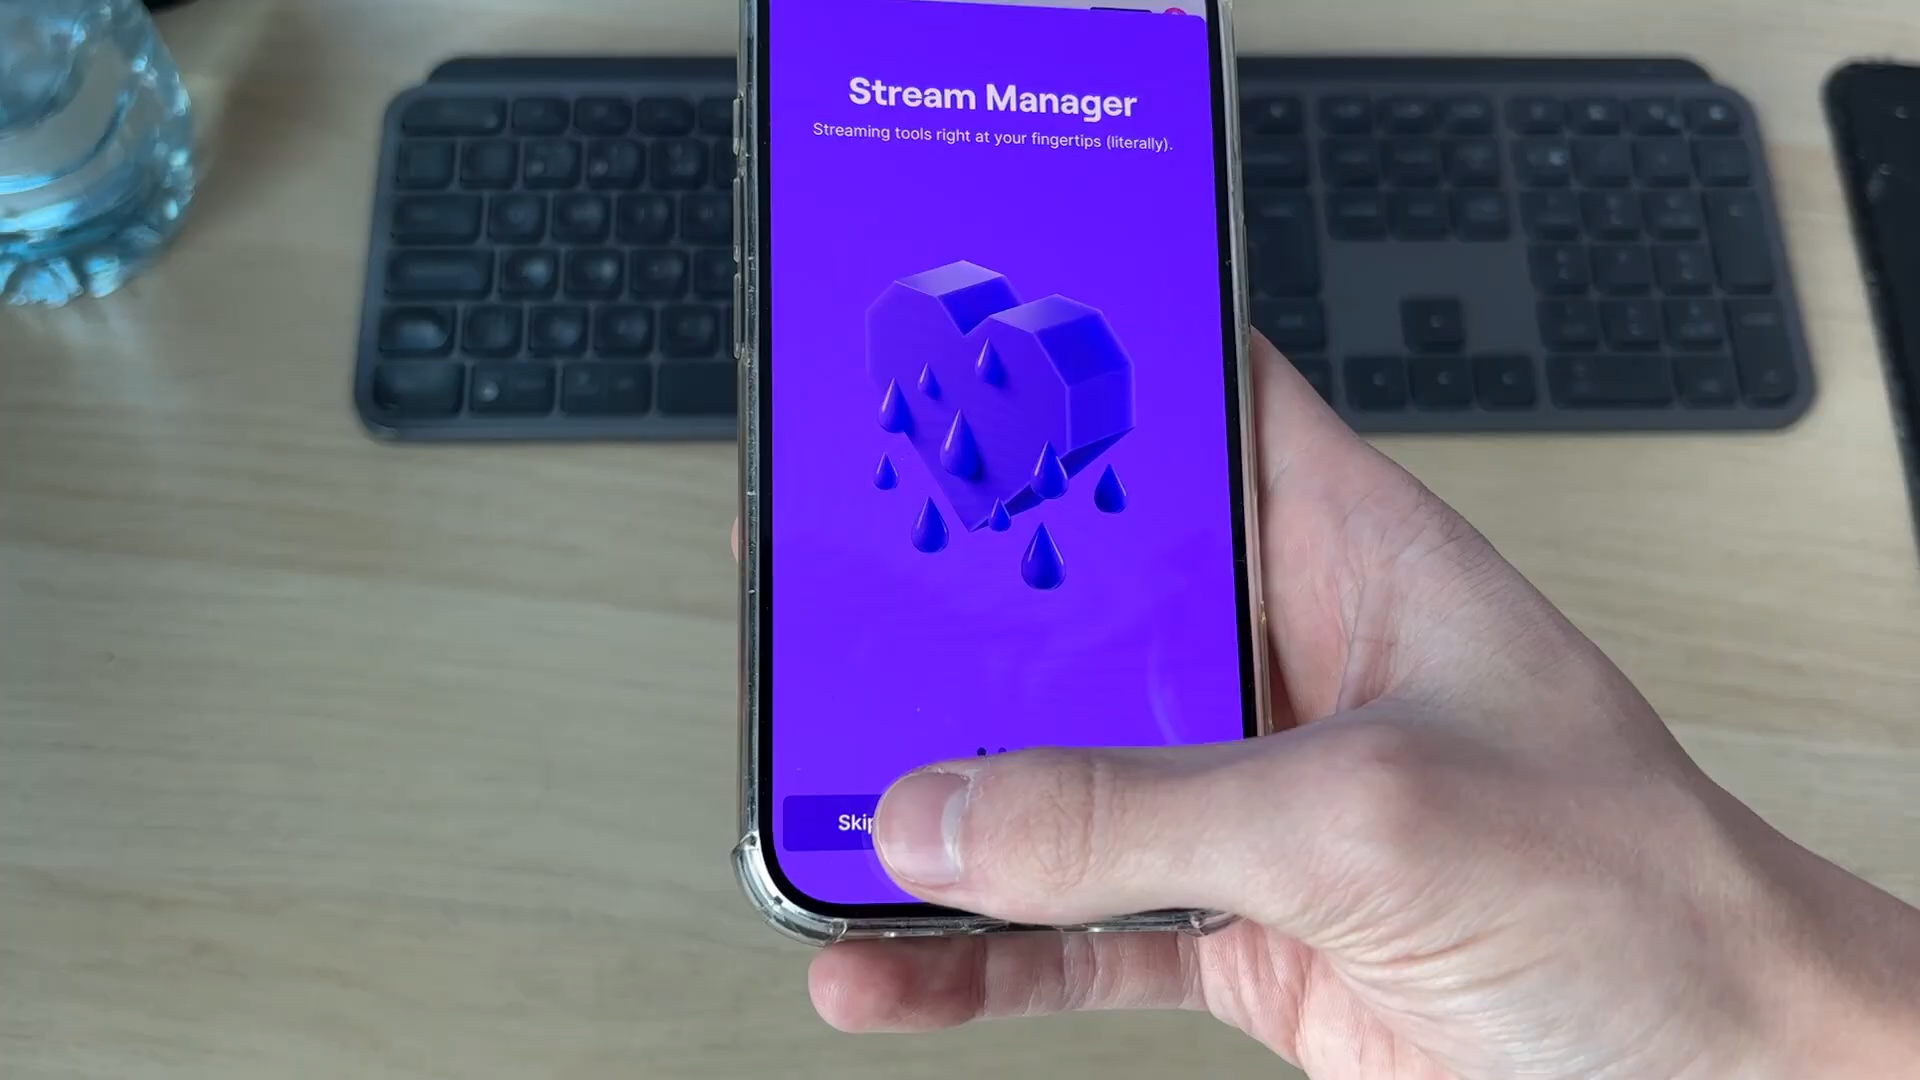 Stream Manager
Streaming tools right at your fingertips (literally).
Skip